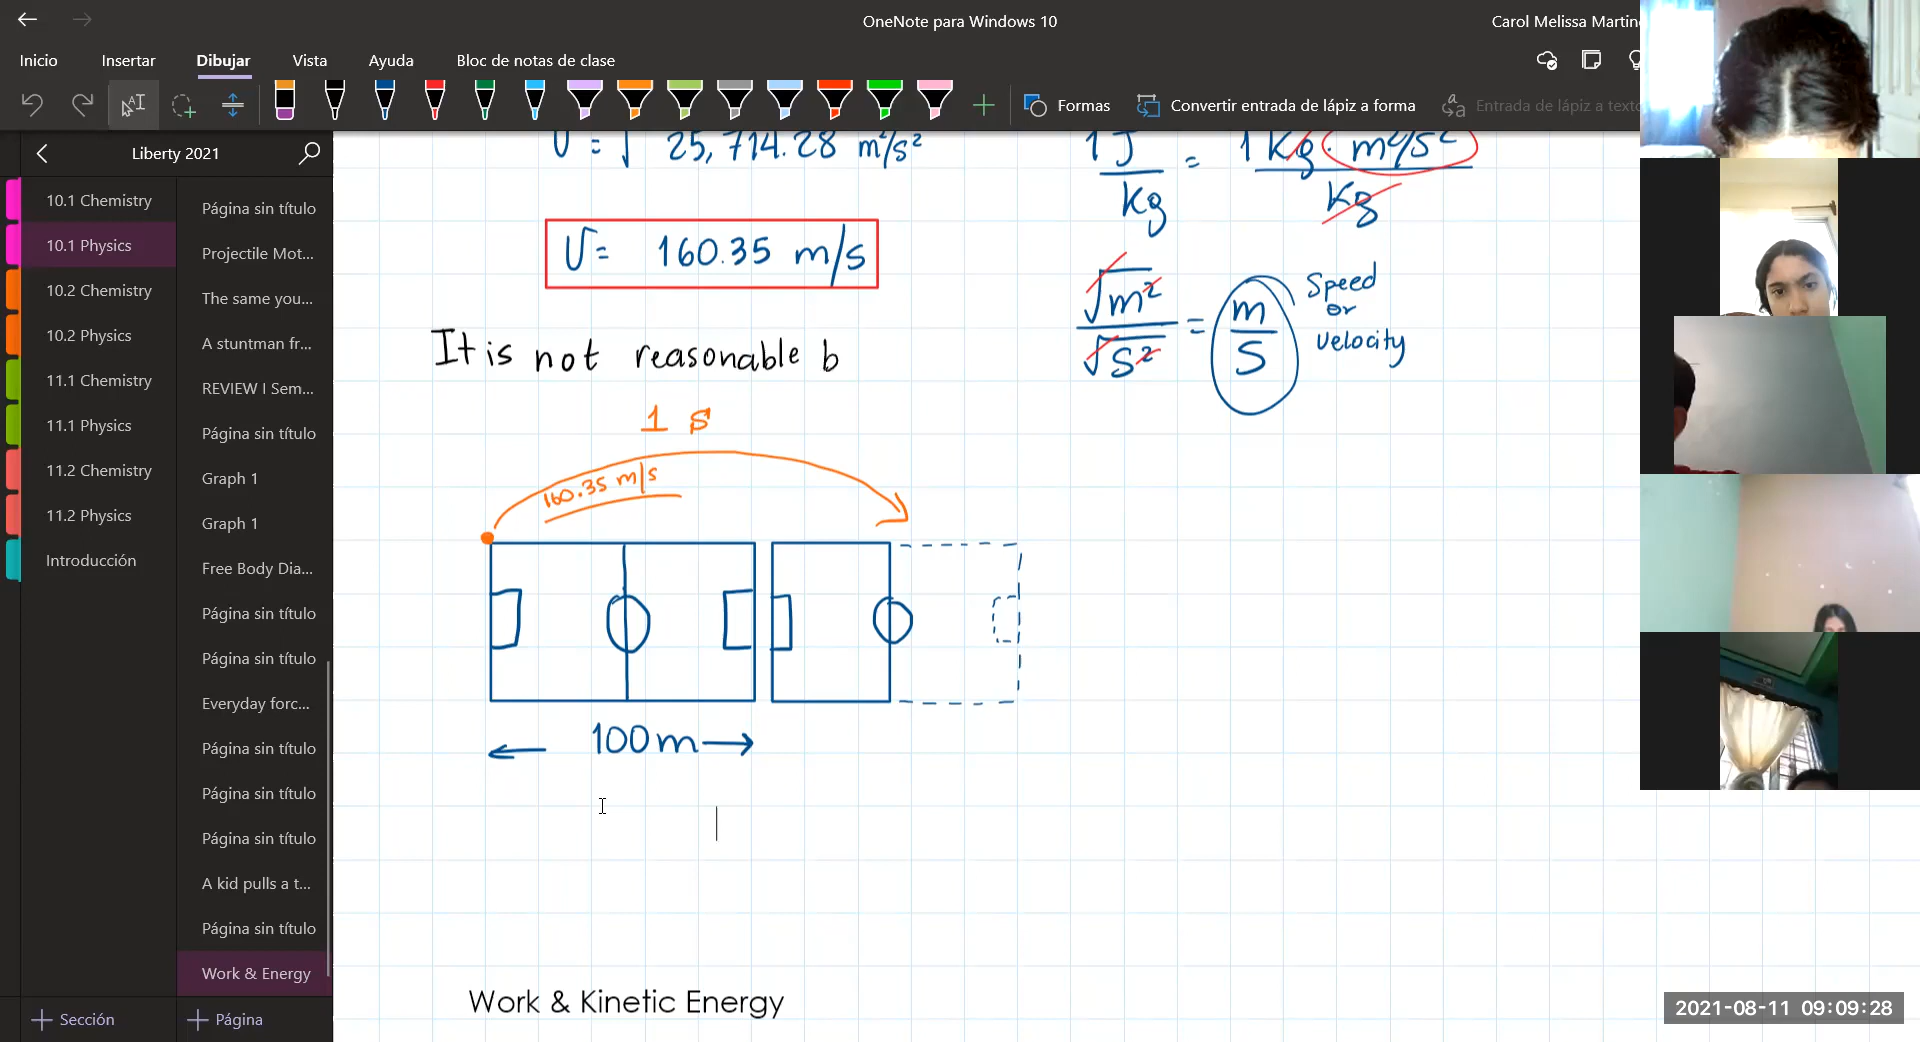 OneNote para Windows 10
Inicio Insertar Dibujar Vista Ayuda Bloc de notas de clase
Formas Convertir entrada de lápiz a forma Entrada de lápiz a texto
Liberty 2021
10.1 Chemistry
10.1 Physics
10.2 Chemistry
10.2 Physics
11.1 Chemistry
11.1 Physics
11.2 Chemistry
11.2 Physics
Introducción
Sección
Página sin título
Projectile Mot...
The same you...
A stuntman fr...
REVIEW I Sem...
Página sin título
Graph 1
Graph 1
Free Body Dia...
Página sin título
Página sin título
Everyday forc...
Página sin título
Página sin título
Página sin título
A kid pulls a t...
Página sin título
Work & Energy
Página
v = √ 25,714.28 m²/s²
v = 160.35 m/s
1 J / kg = 1 kg · m²/s² / kg
√m² / √s² = m / s
Speed
or
velocity
It is not reasonable b
1 s
160.35 m/s
100 m
Work & Kinetic Energy
2021-08-11 09:09:28